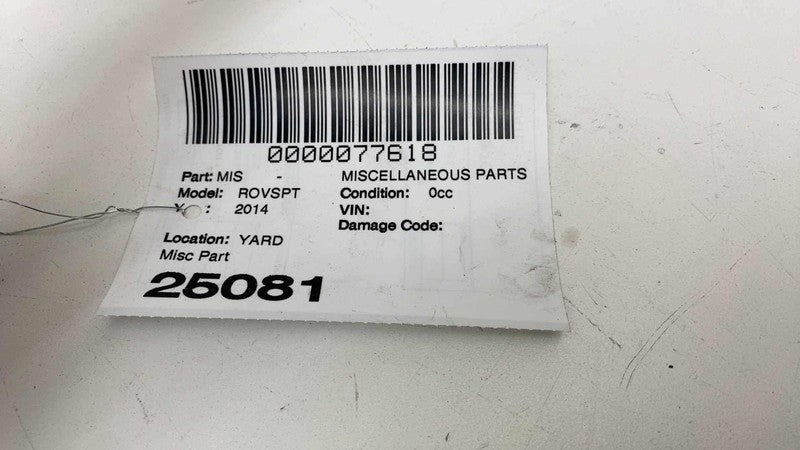 0000077618
Part: MIS - MISCELLANEOUS PARTS
Model: ROVSPT Condition: 0cc
: 2014 VIN:
Damage Code:
Location: YARD
Misc Part
25081